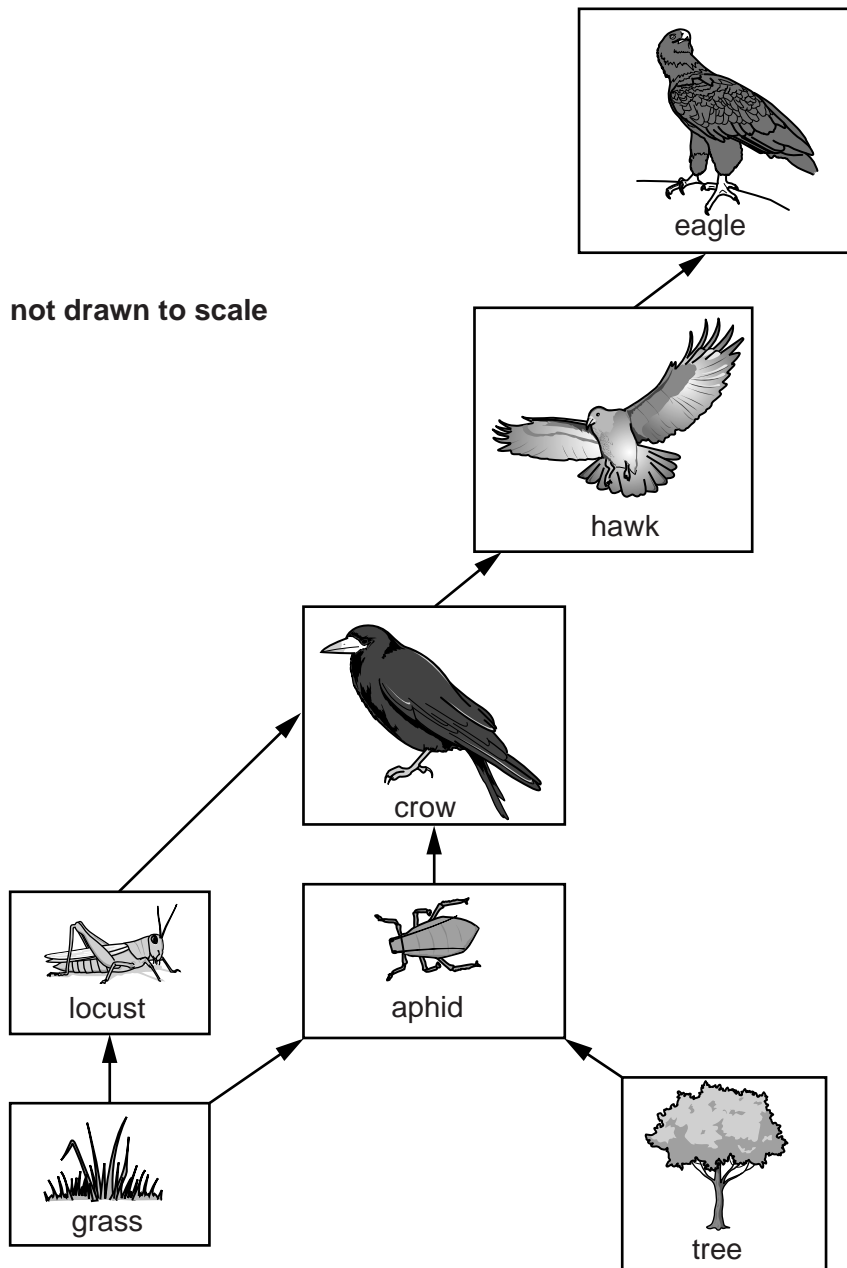 eagle
not drawn to scale
hawk
crow
locust
aphid
grass
tree